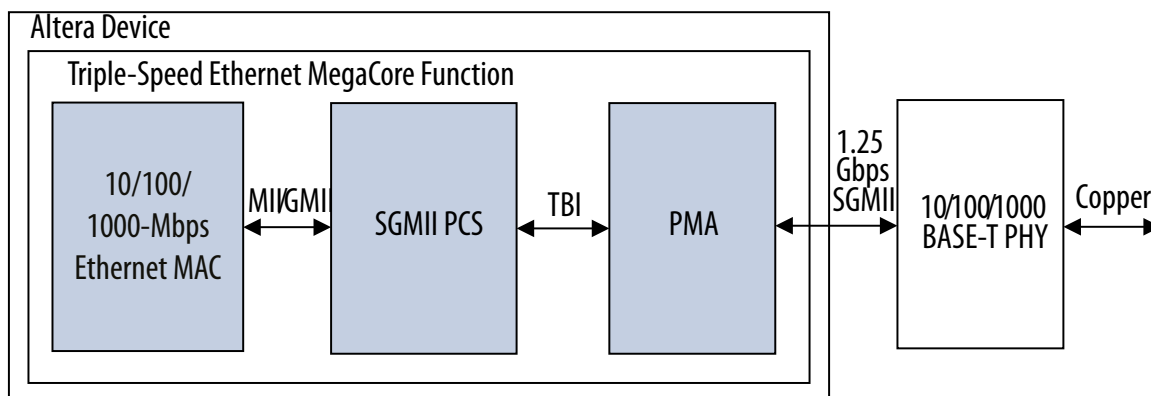 Altera Device
Triple-Speed Ethernet MegaCore Function
10/100/
1000-Mbps
Ethernet MAC
MII/GMII
SGMII PCS
TBI
PMA
1.25
Gbps
SGMII
10/100/1000
BASE-T PHY
Copper